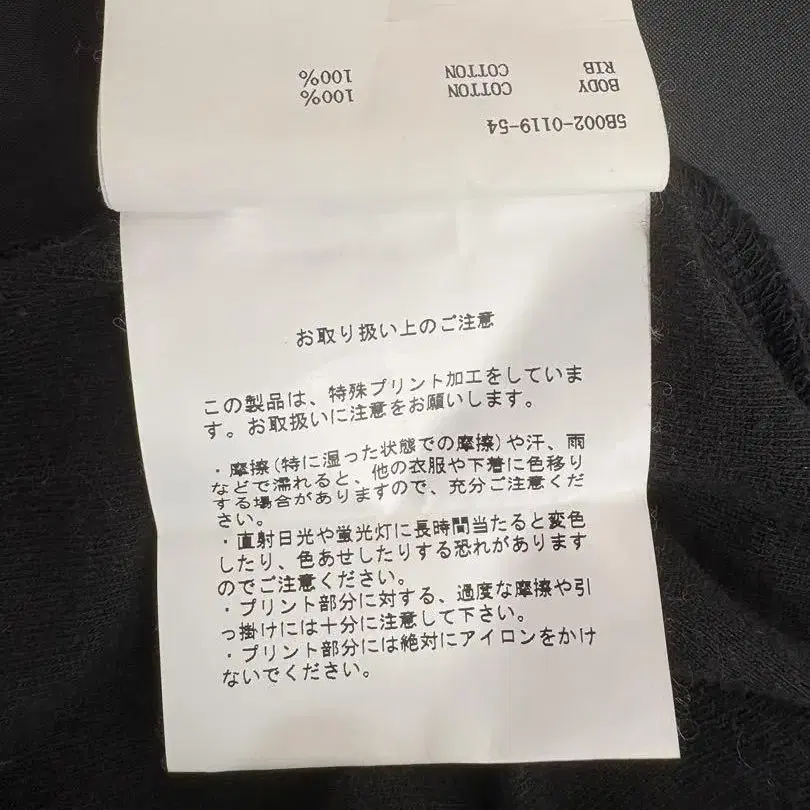 5B002-0119-54
BODY COTTON 100%
RIB COTTON 100%
お取り扱い上のご注意
この製品は、特殊プリント加工をしていま
す。お取扱いに注意をお願いします。
・摩擦(特に湿った状態での摩擦)や汗、雨
などで濡れると、他の衣服や下着に色移り
する場合がありますので、充分ご注意くだ
さい。
・直射日光や蛍光灯に長時間当たると変色
したり、色あせしたりする恐れがあります
のでご注意ください。
・プリント部分に対する、過度な摩擦や引
っ掛けには十分に注意して下さい。
・プリント部分には絶対にアイロンをかけ
ないでください。